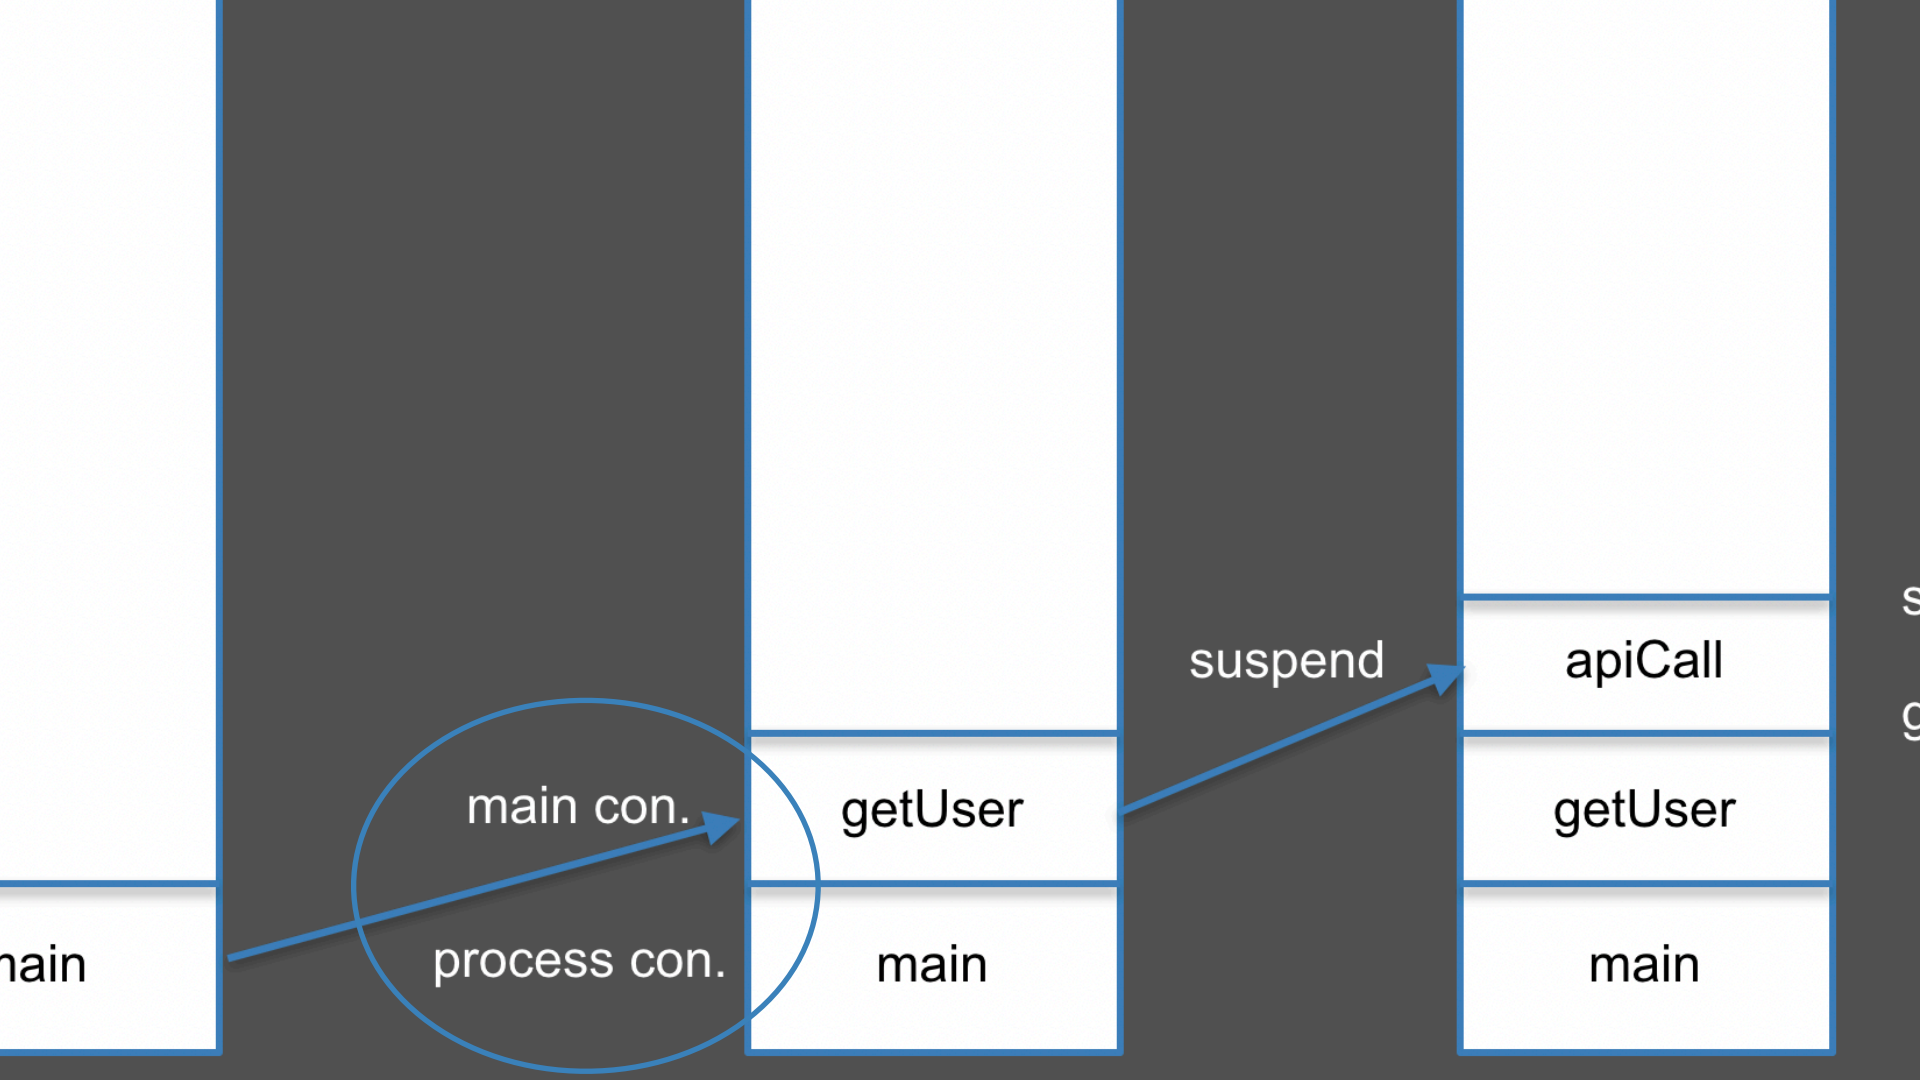 suspend
apiCall
main con.
getUser
getUser
process con.
main
main